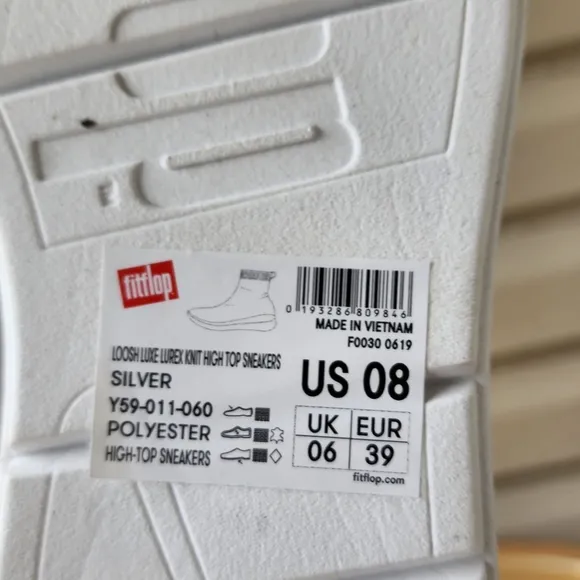 fitflop
0 193286 809846
MADE IN VIETNAM
F0030 0619
LOOSH LUXE LUREX KNIT HIGH TOP SNEAKERS
SILVER
US 08
Y59-011-060
POLYESTER
HIGH-TOP SNEAKERS
UK EUR
06 39
fitflop.com